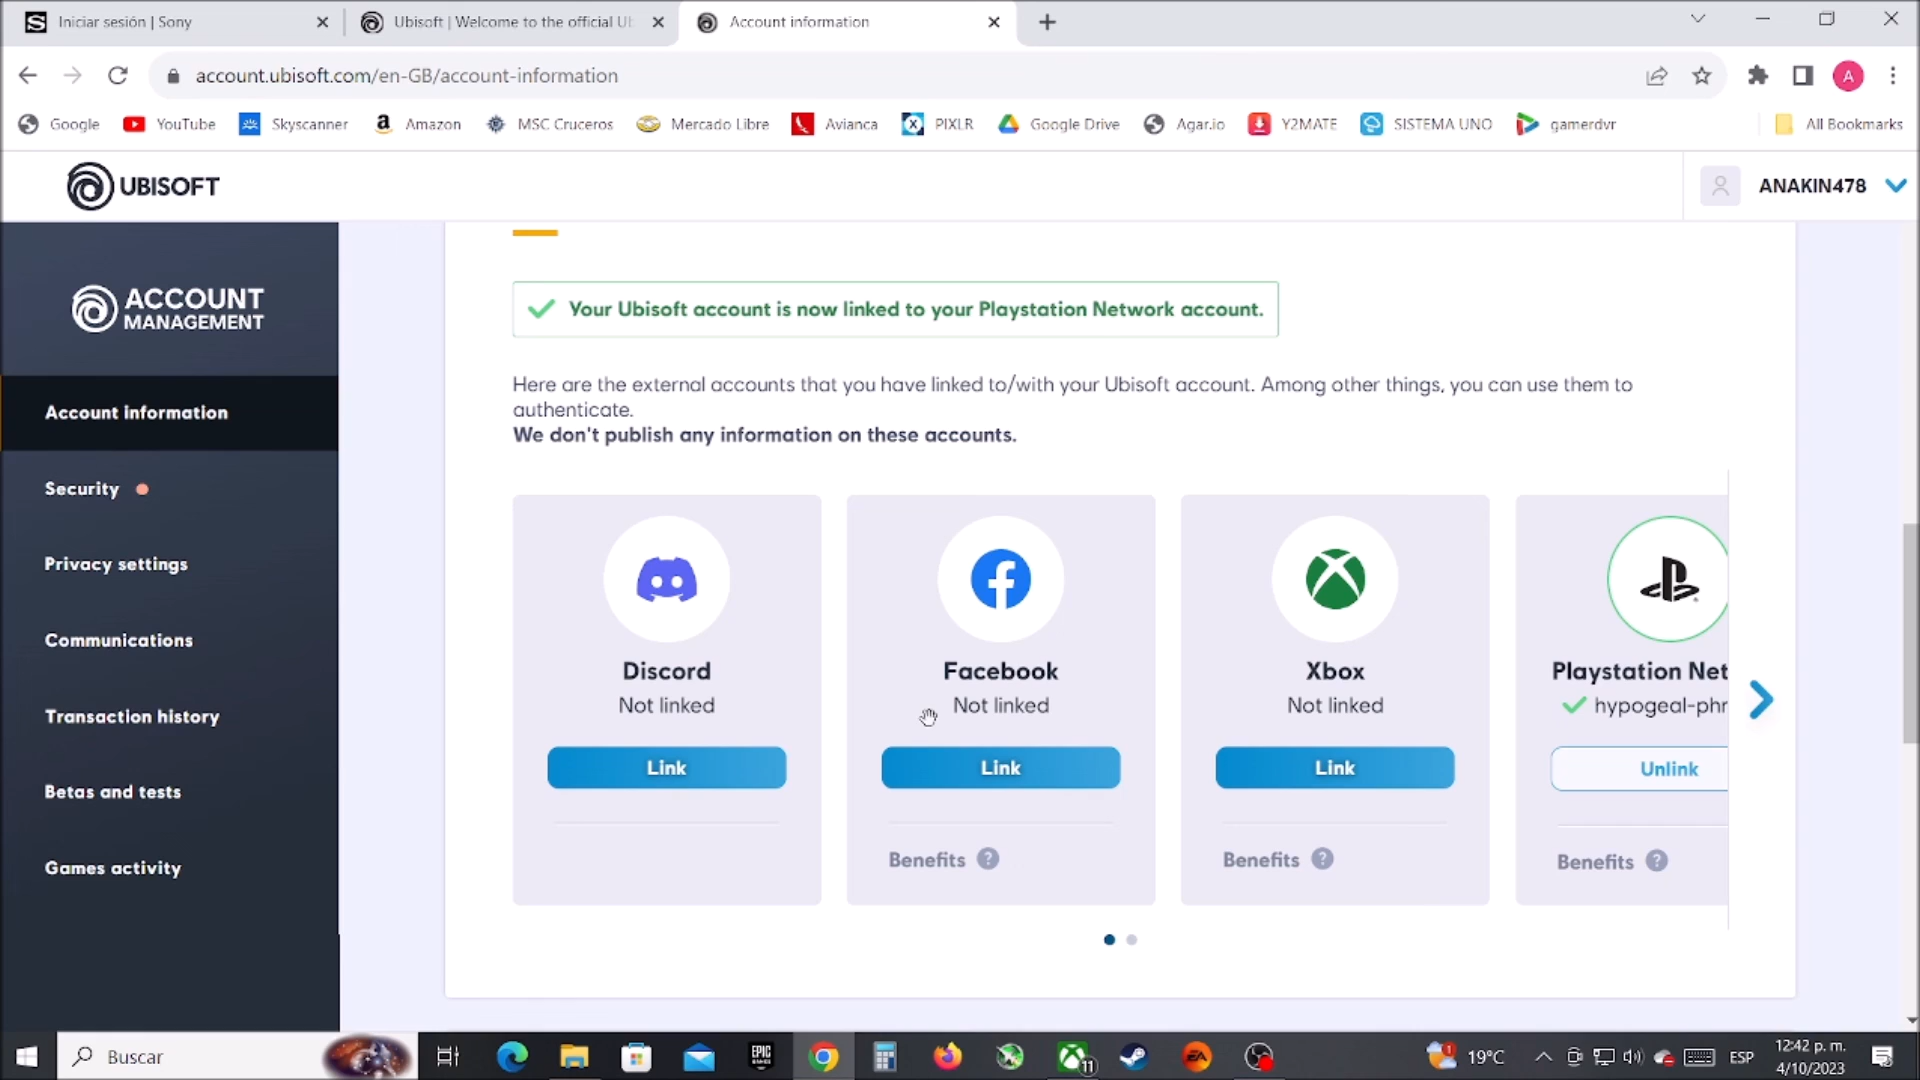 Iniciar sesión | Sony
Ubisoft | Welcome to the official Ub
Account information
account.ubisoft.com/en-GB/account-information
A
Google
YouTube
Skyscanner
Amazon
MSC Cruceros
Mercado Libre
Avianca
PIXLR
Google Drive
Agar.io
Y2MATE
SISTEMA UNO
gamerdvr
All Bookmarks
UBISOFT
ANAKIN478
ACCOUNT
MANAGEMENT
Account information
Security
Privacy settings
Communications
Transaction history
Betas and tests
Games activity
Your Ubisoft account is now linked to your Playstation Network account.
Here are the external accounts that you have linked to/with your Ubisoft account. Among other things, you can use them to
authenticate.
We don't publish any information on these accounts.
Discord
Not linked
Link
Facebook
Not linked
Link
Benefits ?
Xbox
Not linked
Link
Benefits ?
Playstation Net
hypogeal-phr
Unlink
Benefits ?
Buscar
EPIC
GAMES
11
EA
1
19°C
ESP
12:42 p. m.
4/10/2023